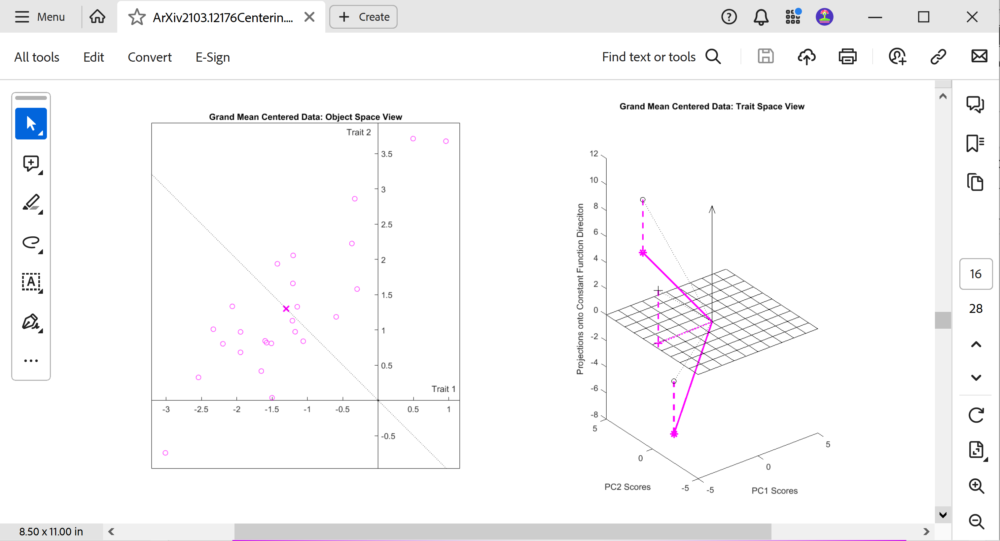 Menu
ArXiv2103.12176Centerin....
Create
All tools
Edit
Convert
E-Sign
Find text or tools
Grand Mean Centered Data: Object Space View
Trait 2
3.5
3
2.5
2
1.5
1
0.5
Trait 1
-3
-2.5
-2
-1.5
-1
-0.5
0.5
1
-0.5
Grand Mean Centered Data: Trait Space View
12
10
8
6
4
2
0
-2
-4
-6
-8
Projections onto Constant Function Direciton
5
0
-5
PC2 Scores
-5
0
5
PC1 Scores
A
16
28
8.50 x 11.00 in